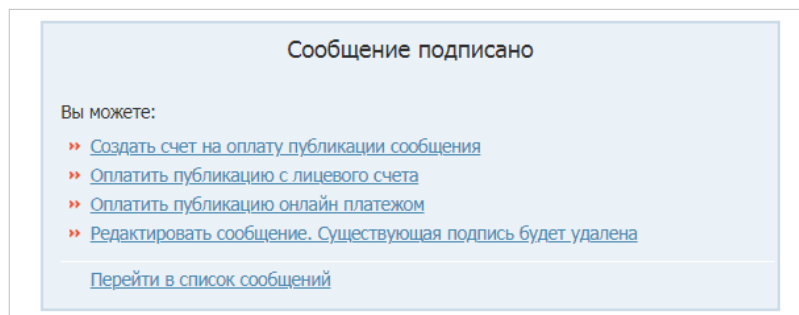 Сообщение подписано
Вы можете:
Создать счет на оплату публикации сообщения
Оплатить публикацию с лицевого счета
Оплатить публикацию онлайн платежом
Редактировать сообщение. Существующая подпись будет удалена
Перейти в список сообщений